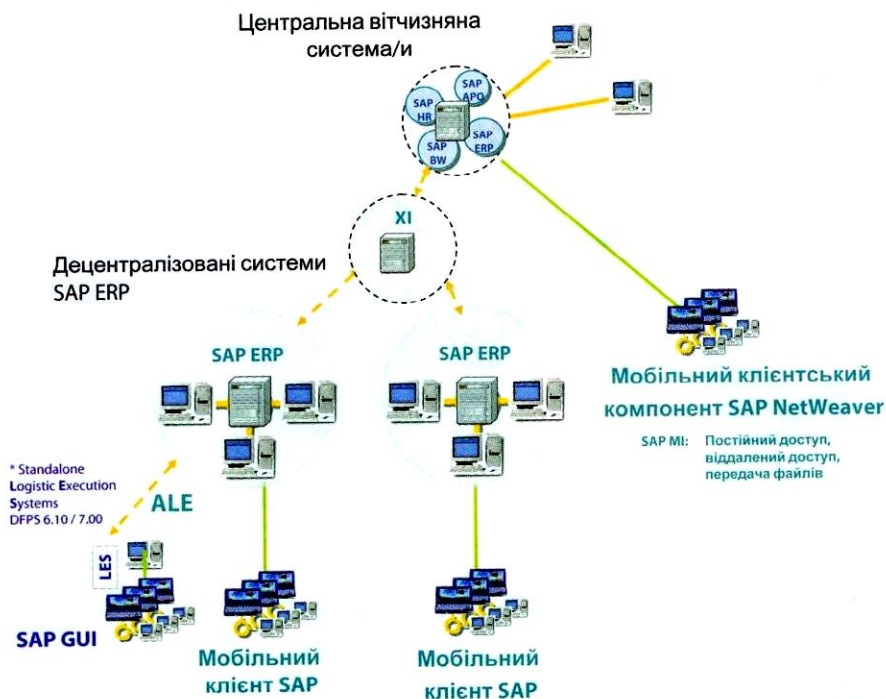 Центральна вітчизняна
система/и
SAP
APO
SAP
HR
SAP
BW
SAP
ERP
XI
Децентралізовані системи
SAP ERP
SAP ERP
SAP ERP
Мобільний клієнтський
компонент SAP NetWeaver
SAP MI: Постійний доступ,
віддалений доступ,
передача файлів
* Standalone
Logistic Execution
Systems
DFPS 6.10 / 7.00
ALE
LES
SAP GUI
Мобільний
клієнт SAP
Мобільний
клієнт SAP